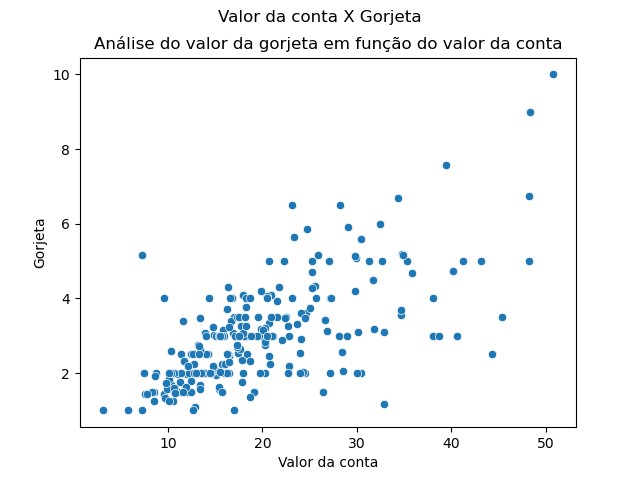 Valor da conta X Gorjeta
Análise do valor da gorjeta em função do valor da conta
10
8
6
4
2
Gorjeta
10 20 30 40 50
Valor da conta